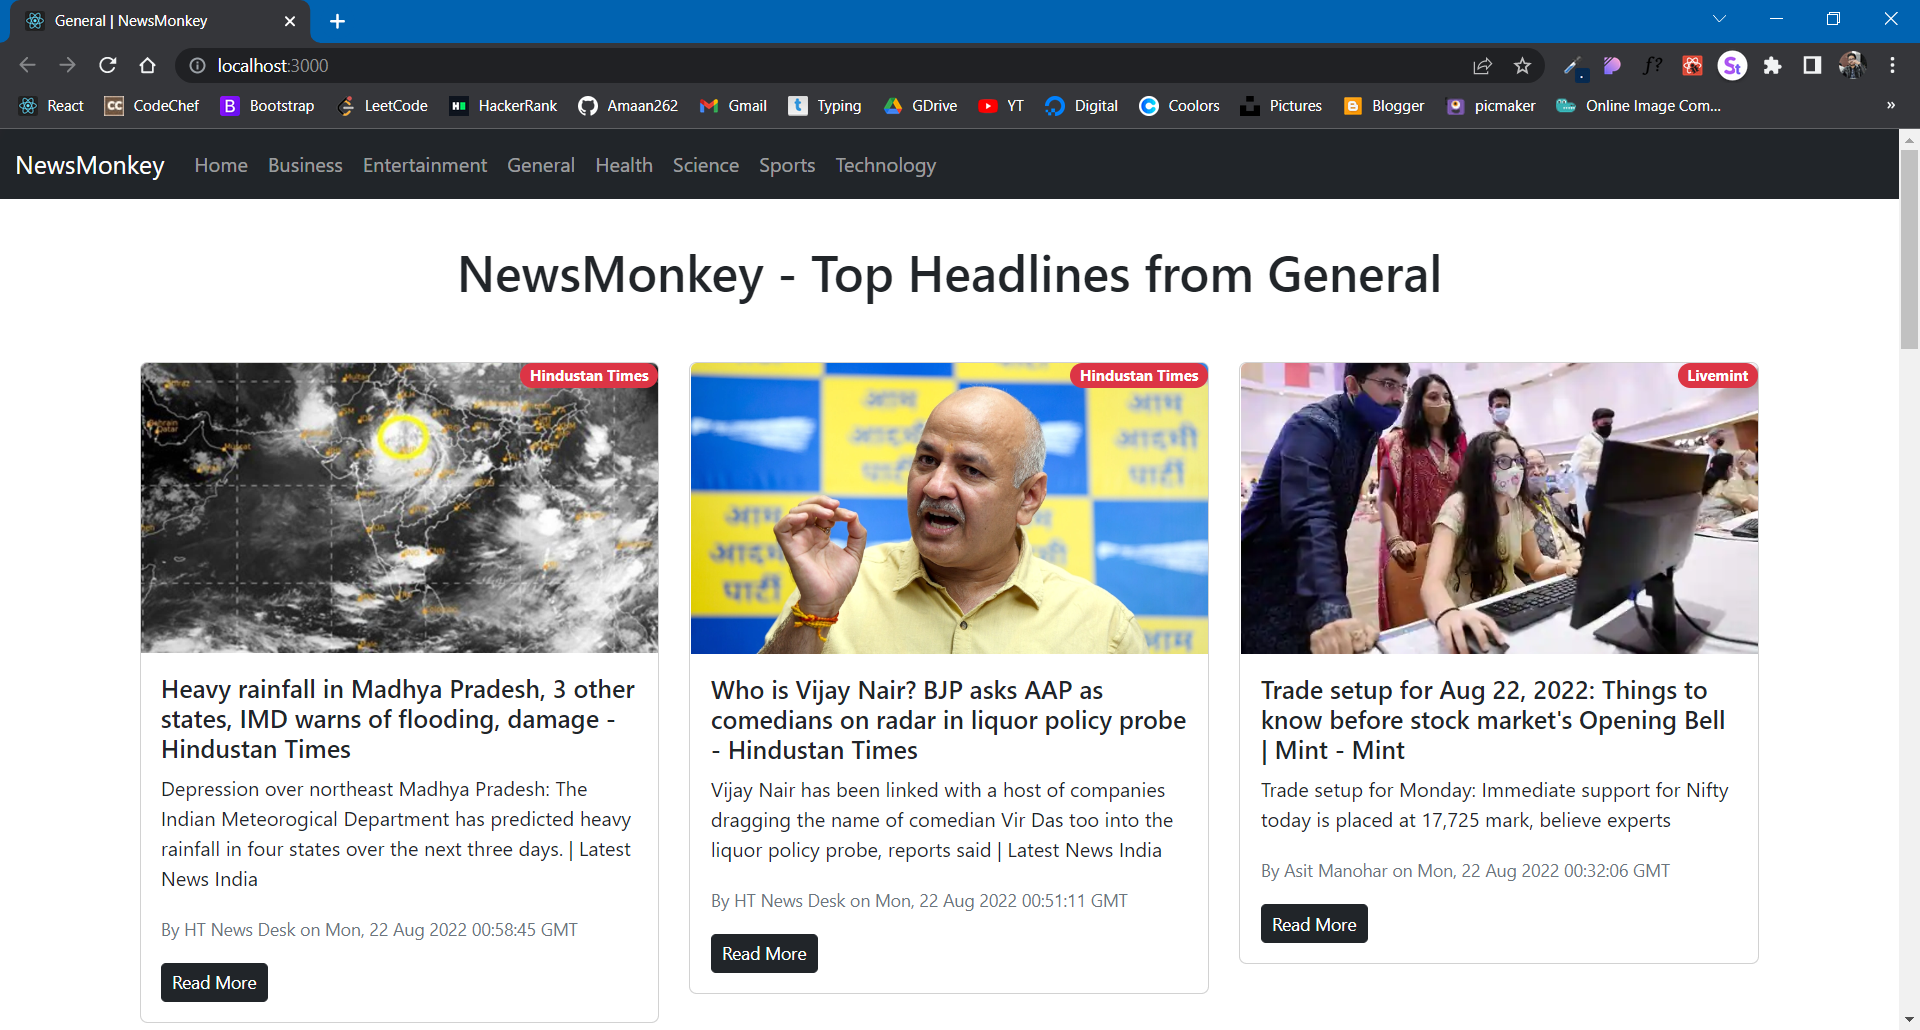 General | NewsMonkey
localhost:3000
React CodeChef Bootstrap LeetCode HackerRank Amaan262 Gmail Typing GDrive YT Digital Coolors Pictures Blogger picmaker Online Image Com... »
NewsMonkey Home Business Entertainment General Health Science Sports Technology
NewsMonkey - Top Headlines from General
Hindustan Times
Heavy rainfall in Madhya Pradesh, 3 other
states, IMD warns of flooding, damage -
Hindustan Times
Depression over northeast Madhya Pradesh: The
Indian Meteorogical Department has predicted heavy
rainfall in four states over the next three days. | Latest
News India
By HT News Desk on Mon, 22 Aug 2022 00:58:45 GMT
Read More
Hindustan Times
आम
आदमी
पार्टी
आम
आदमी
पार्टी
आम
आदमी
पार्टी
Who is Vijay Nair? BJP asks AAP as
comedians on radar in liquor policy probe
- Hindustan Times
Vijay Nair has been linked with a host of companies
dragging the name of comedian Vir Das too into the
liquor policy probe, reports said | Latest News India
By HT News Desk on Mon, 22 Aug 2022 00:51:11 GMT
Read More
Livemint
Trade setup for Aug 22, 2022: Things to
know before stock market's Opening Bell
| Mint - Mint
Trade setup for Monday: Immediate support for Nifty
today is placed at 17,725 mark, believe experts
By Asit Manohar on Mon, 22 Aug 2022 00:32:06 GMT
Read More